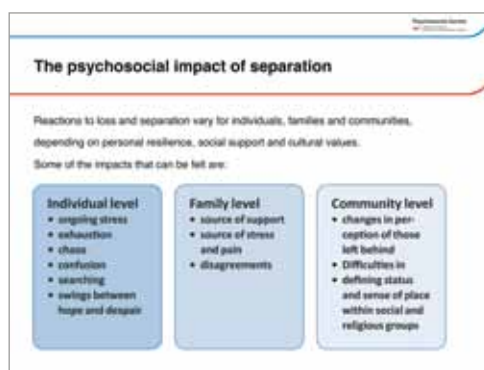 Psychosocial Centre
The psychosocial impact of separation
Reactions to loss and separation vary for individuals, families and communities,
depending on personal resilience, social support and cultural values.
Some of the impacts that can be felt are:
Individual level
• ongoing stress
• exhaustion
• chaos
• confusion
• searching
• swings between
hope and despair
Family level
• source of support
• source of stress
and pain
• disagreements
Community level
• changes in per-
ception of those
left behind
• Difficulties in
• defining status
and sense of place
within social and
religious groups